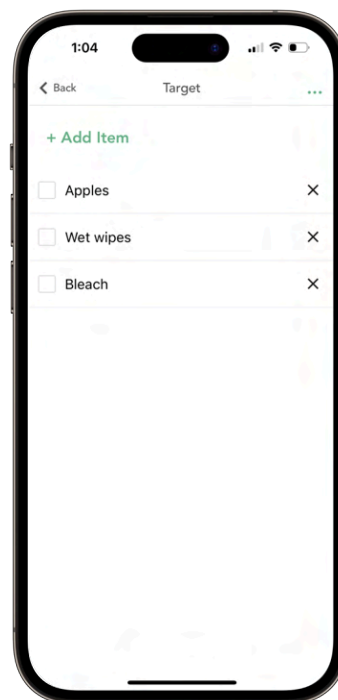 1:04
Back Target ...
+ Add Item
Apples
Wet wipes
Bleach